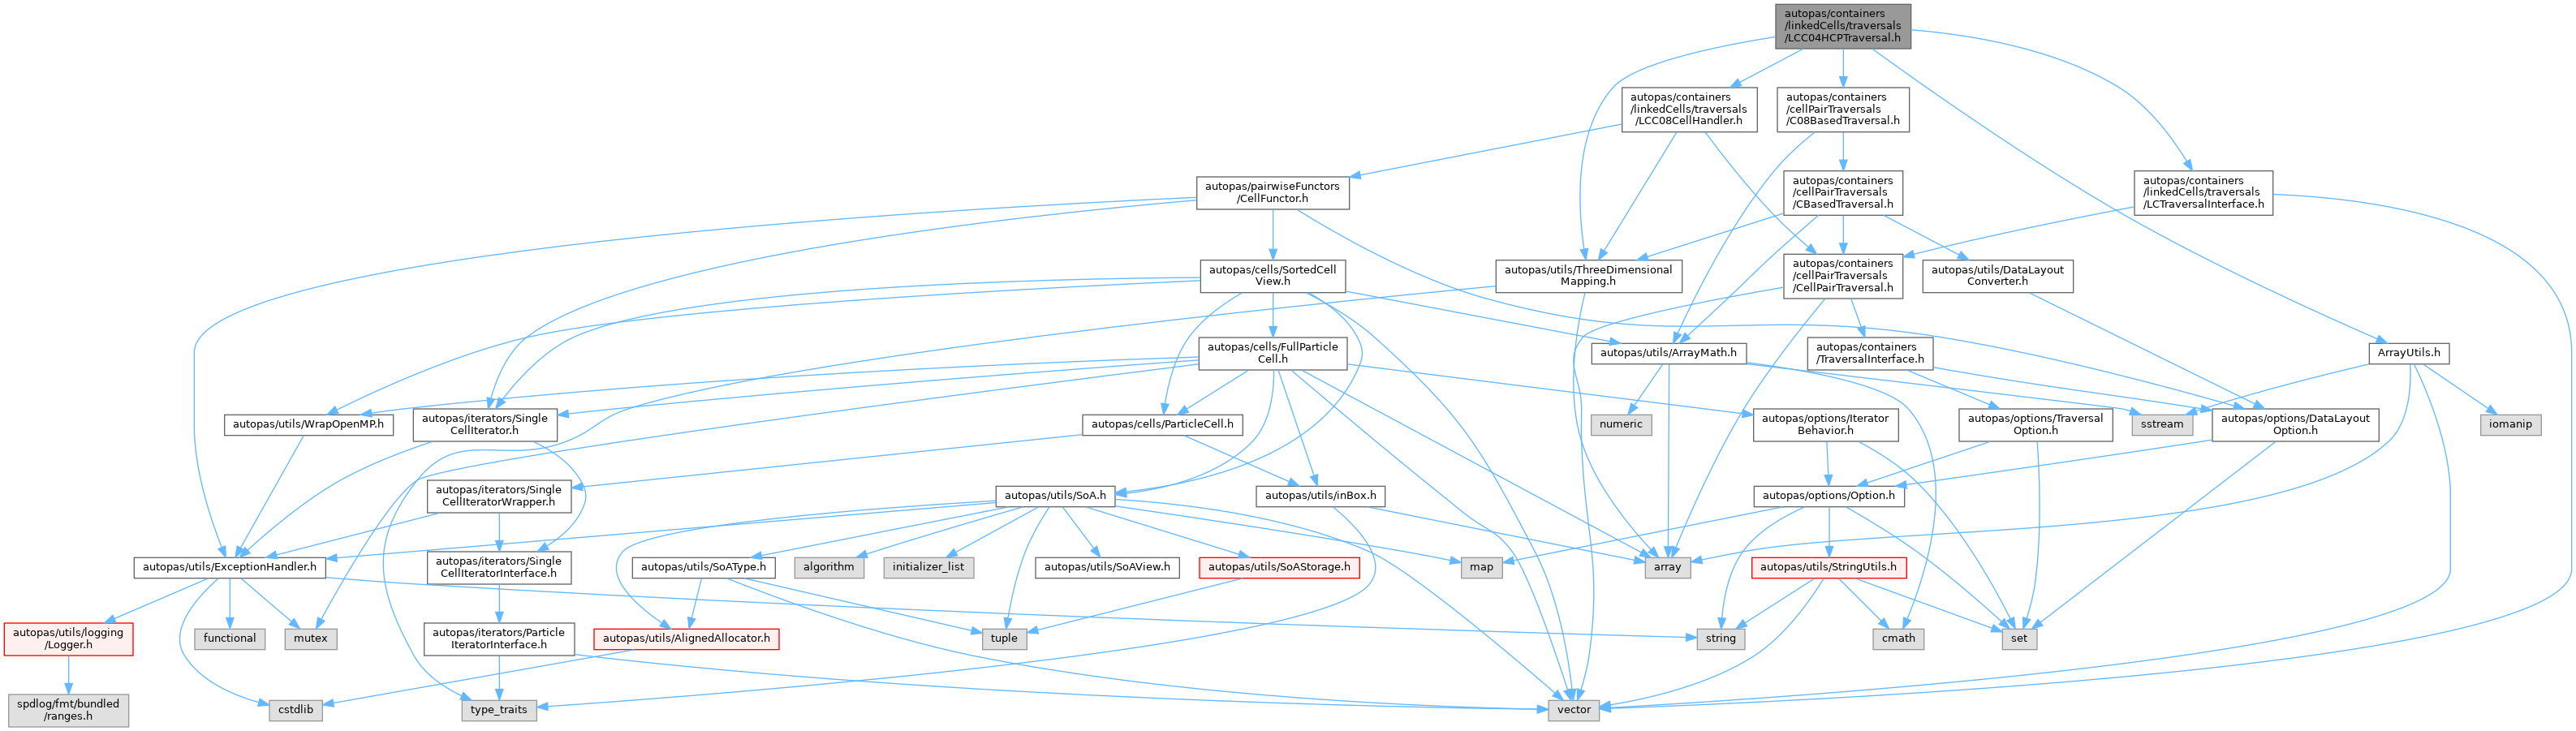 autopas/containers
/linkedCells/traversals
/LCC04HCPTraversal.h
autopas/containers
/linkedCells/traversals
/LCC08CellHandler.h
autopas/containers
/cellPairTraversals
/C08BasedTraversal.h
autopas/pairwiseFunctors
/CellFunctor.h
autopas/containers
/cellPairTraversals
/CBasedTraversal.h
autopas/containers
/linkedCells/traversals
/LCTraversalInterface.h
autopas/cells/SortedCell
View.h
autopas/utils/ThreeDimensional
Mapping.h
autopas/containers
/cellPairTraversals
/CellPairTraversal.h
autopas/utils/DataLayout
Converter.h
autopas/cells/FullParticle
Cell.h
autopas/utils/ArrayMath.h
autopas/containers
/TraversalInterface.h
ArrayUtils.h
autopas/utils/WrapOpenMP.h
autopas/iterators/Single
CellIterator.h
autopas/cells/ParticleCell.h
numeric
autopas/options/Iterator
Behavior.h
autopas/options/Traversal
Option.h
sstream
autopas/options/DataLayout
Option.h
iomanip
autopas/iterators/Single
CellIteratorWrapper.h
autopas/utils/SoA.h
autopas/utils/inBox.h
autopas/options/Option.h
autopas/utils/ExceptionHandler.h
autopas/iterators/Single
CellIteratorInterface.h
autopas/utils/SoAType.h
algorithm
initializer_list
autopas/utils/SoAView.h
autopas/utils/SoAStorage.h
map
array
autopas/utils/StringUtils.h
autopas/utils/logging
/Logger.h
functional
mutex
autopas/iterators/Particle
IteratorInterface.h
autopas/utils/AlignedAllocator.h
tuple
string
cmath
set
spdlog/fmt/bundled
/ranges.h
cstdlib
type_traits
vector